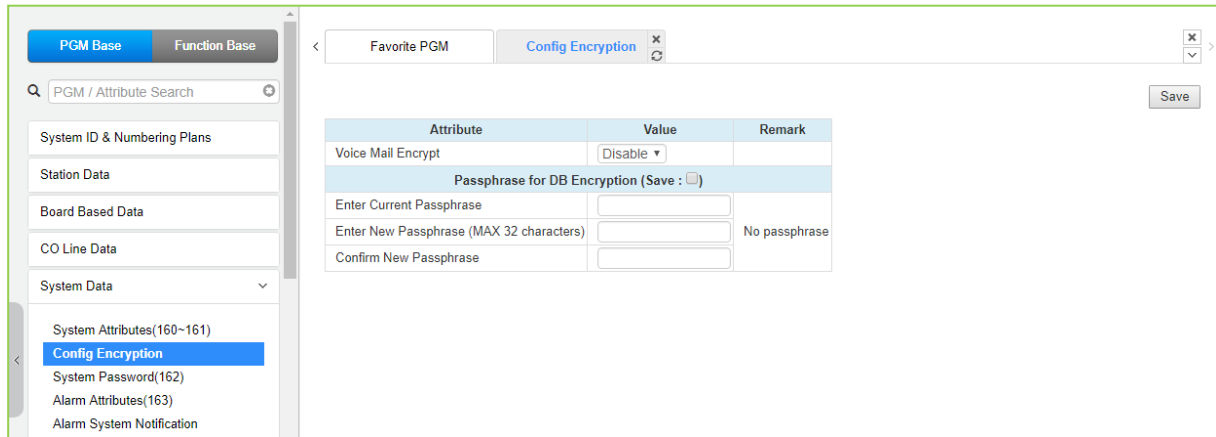 PGM Base Function Base
PGM / Attribute Search
System ID & Numbering Plans
Station Data
Board Based Data
CO Line Data
System Data
System Attributes(160~161)
Config Encryption
System Password(162)
Alarm Attributes(163)
Alarm System Notification
Favorite PGM Config Encryption
Save
Attribute Value Remark
Voice Mail Encrypt Disable
Passphrase for DB Encryption (Save : )
Enter Current Passphrase
Enter New Passphrase (MAX 32 characters) No passphrase
Confirm New Passphrase